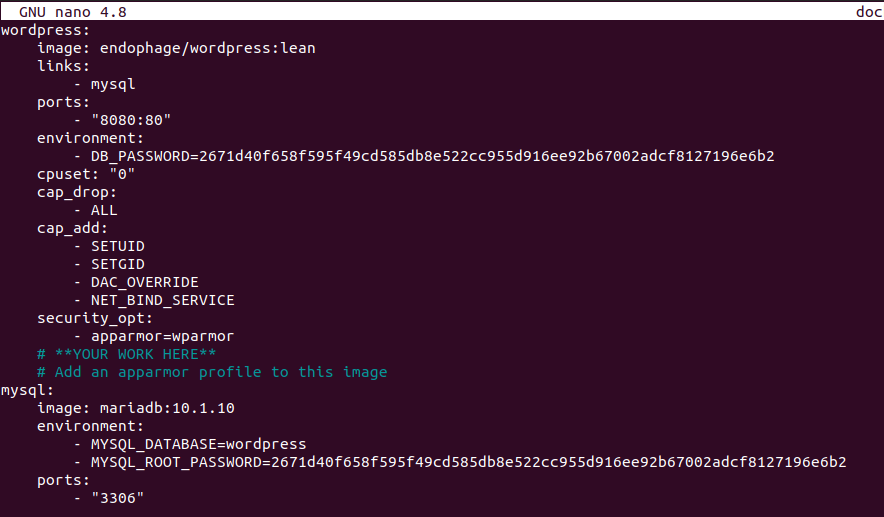 GNU nano 4.8 doc
wordpress:
    image: endophage/wordpress:lean
    links:
        - mysql
    ports:
        - "8080:80"
    environment:
        - DB_PASSWORD=2671d40f658f595f49cd585db8e522cc955d916ee92b67002adcf8127196e6b2
    cpuset: "0"
    cap_drop:
        - ALL
    cap_add:
        - SETUID
        - SETGID
        - DAC_OVERRIDE
        - NET_BIND_SERVICE
    security_opt:
        - apparmor=wparmor
    # **YOUR WORK HERE**
    # Add an apparmor profile to this image
mysql:
    image: mariadb:10.1.10
    environment:
        - MYSQL_DATABASE=wordpress
        - MYSQL_ROOT_PASSWORD=2671d40f658f595f49cd585db8e522cc955d916ee92b67002adcf8127196e6b2
    ports:
        - "3306"